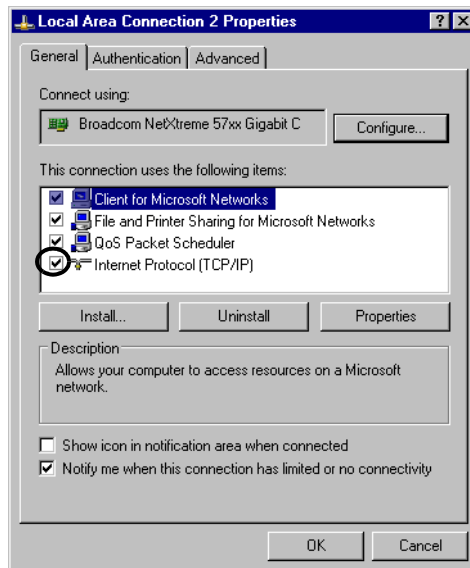 Local Area Connection 2 Properties
General Authentication Advanced
Connect using:
Broadcom NetXtreme 57xx Gigabit C Configure...
This connection uses the following items:
Client for Microsoft Networks
File and Printer Sharing for Microsoft Networks
QoS Packet Scheduler
Internet Protocol (TCP/IP)
Install... Uninstall Properties
Description
Allows your computer to access resources on a Microsoft
network.
Show icon in notification area when connected
Notify me when this connection has limited or no connectivity
OK Cancel